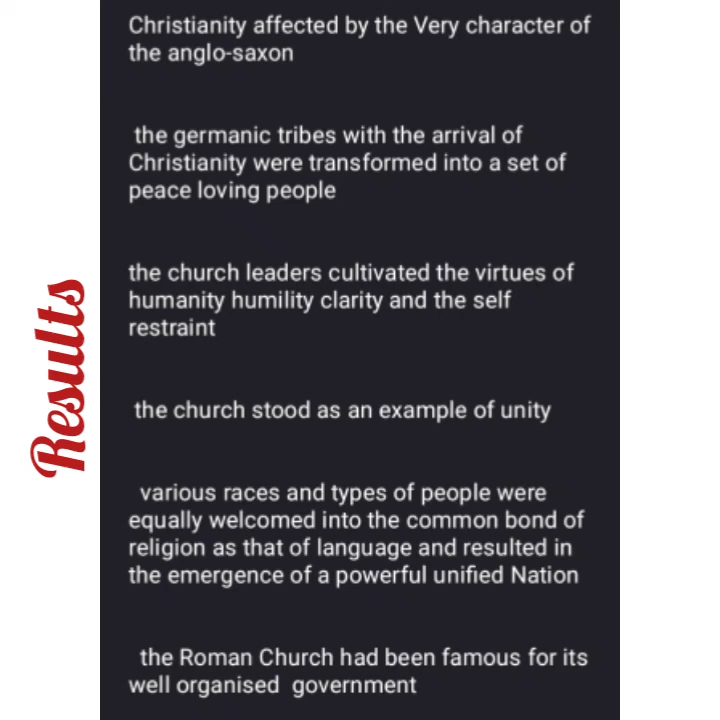 Results
Christianity affected by the Very character of
the anglo-saxon
the germanic tribes with the arrival of
Christianity were transformed into a set of
peace loving people
the church leaders cultivated the virtues of
humanity humility clarity and the self
restraint
the church stood as an example of unity
various races and types of people were
equally welcomed into the common bond of
religion as that of language and resulted in
the emergence of a powerful unified Nation
the Roman Church had been famous for its
well organised government